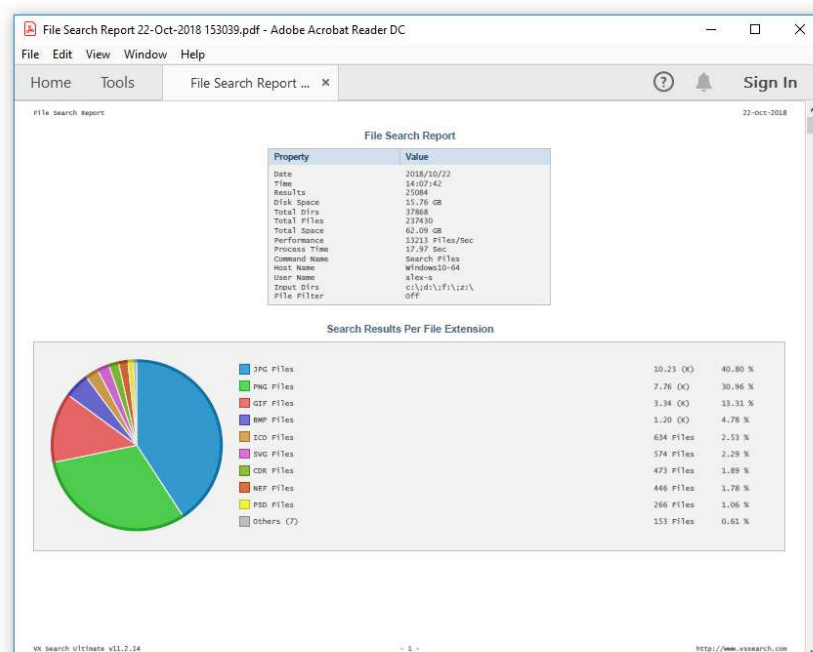 File Search Report 22-Oct-2018 153039.pdf - Adobe Acrobat Reader DC
File Edit View Window Help
Home Tools File Search Report ... × ? Sign In
File Search Report 22-Oct-2018
File Search Report
Property Value
Date 2018/10/22
Time 14:07:42
Results 25084
Disk Space 15.76 GB
Total Dirs 37868
Total Files 237430
Total Space 62.09 GB
Performance 13213 Files/Sec
Process Time 17.97 Sec
Command Name Search Files
Host Name Windows10-64
User Name alex-s
Input Dirs c:\;d:\;f:\;z:\
File Filter Off
Search Results Per File Extension
JPG Files 10.23 (K) 40.80 %
PNG Files 7.76 (K) 30.96 %
GIF Files 3.34 (K) 13.31 %
BMP Files 1.20 (K) 4.78 %
ICO Files 634 Files 2.53 %
SVG Files 574 Files 2.29 %
CDR Files 473 Files 1.89 %
NEF Files 446 Files 1.78 %
PSD Files 266 Files 1.06 %
Others (7) 153 Files 0.61 %
VX Search Ultimate v11.2.14 - 1 - http://www.vxsearch.com